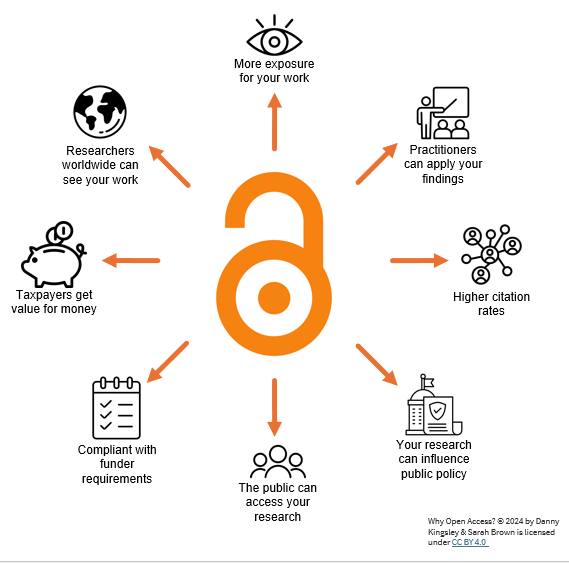 More exposure
for your work
Practitioners
can apply your
findings
Higher citation
rates
Your research
can influence
public policy
The public can
access your
research
Compliant with
funder
requirements
Taxpayers get
value for money
Researchers
worldwide can
see your work
Why Open Access? © 2024 by Danny
Kingsley & Sarah Brown is licensed
under CC BY 4.0